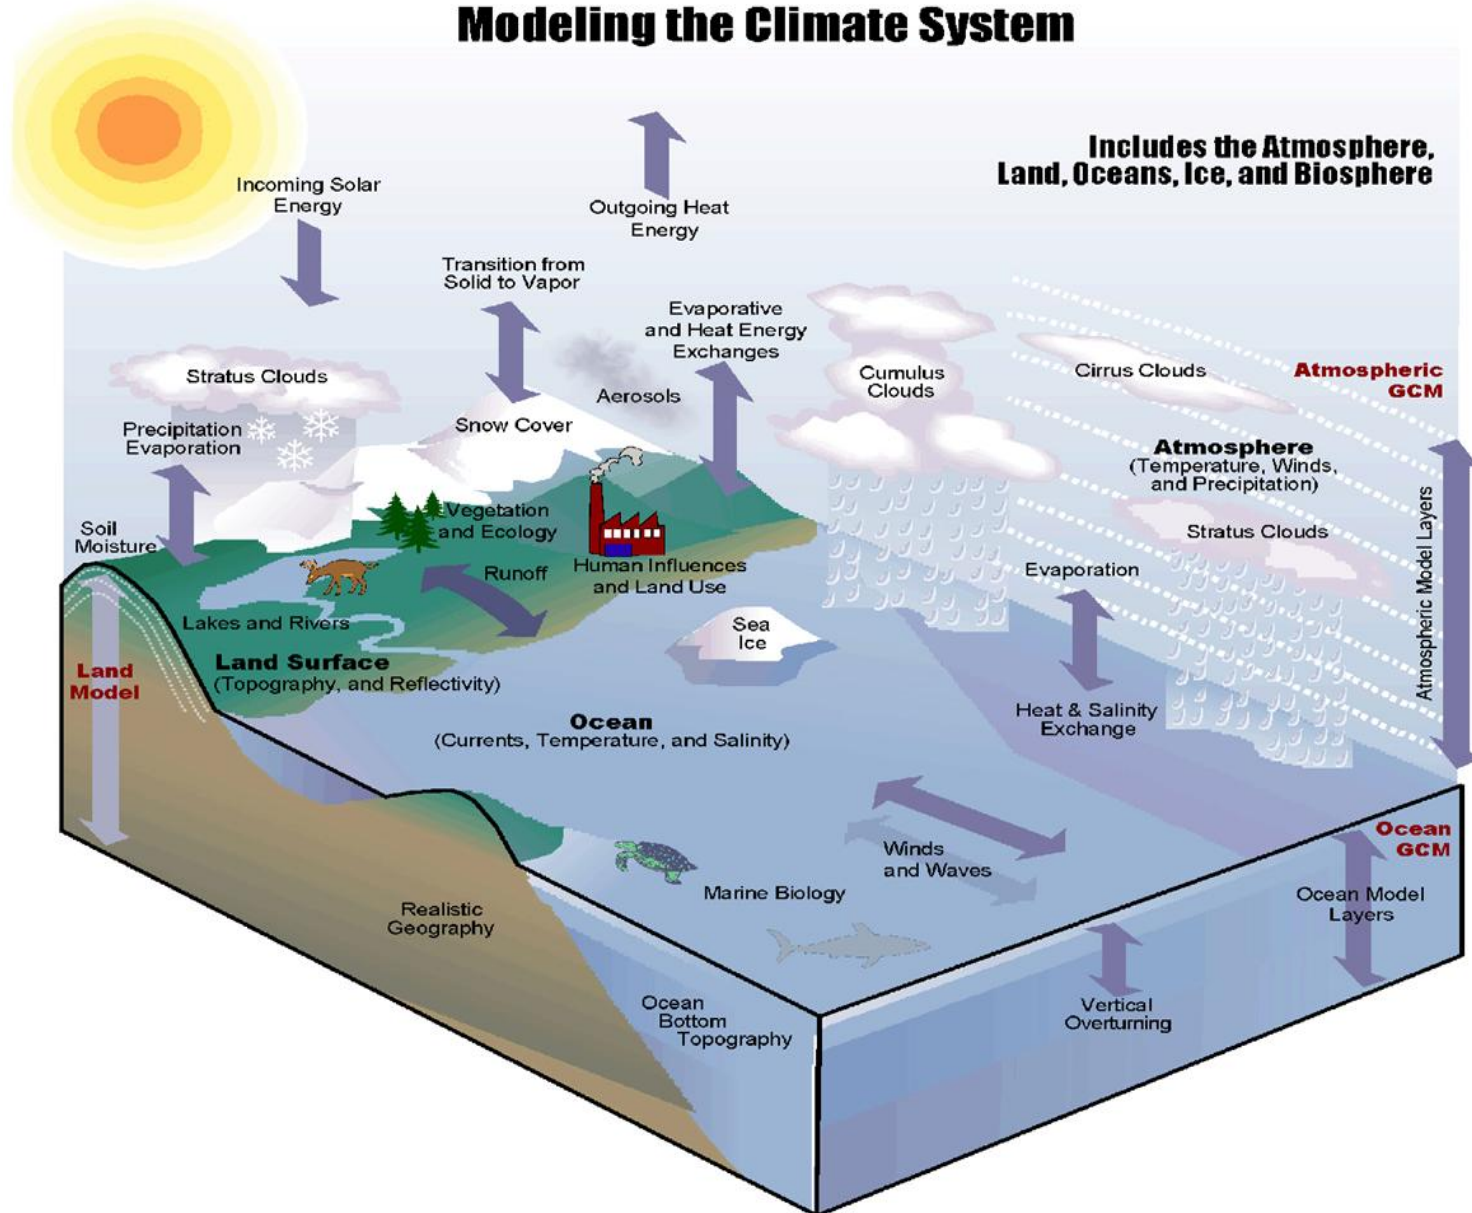 Modeling the Climate System
Includes the Atmosphere,
Land, Oceans, Ice, and Biosphere
Incoming Solar
Energy
Outgoing Heat
Energy
Transition from
Solid to Vapor
Evaporative
and Heat Energy
Exchanges
Stratus Clouds
Cumulus
Clouds
Cirrus Clouds
Atmospheric
GCM
Aerosols
Snow Cover
Precipitation
Evaporation
Atmosphere
(Temperature, Winds,
and Precipitation)
Stratus Clouds
Atmospheric Model Layers
Soil
Moisture
Vegetation
and Ecology
Runoff
Human Influences
and Land Use
Evaporation
Lakes and Rivers
Sea
Ice
Land
Model
Land Surface
(Topography, and Reflectivity)
Ocean
(Currents, Temperature, and Salinity)
Heat & Salinity
Exchange
Ocean
GCM
Winds
and Waves
Marine Biology
Ocean Model
Layers
Realistic
Geography
Ocean
Bottom
Topography
Vertical
Overturning